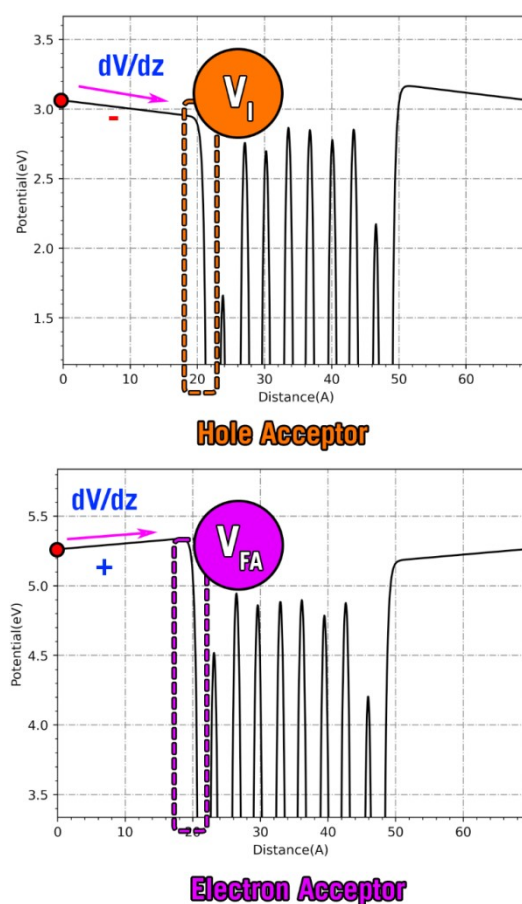 3.5
3.0
2.5
2.0
1.5
Potential(eV)
dV/dz
-
V_I
0 10 20 30 40 50 60
Distance(A)
Hole Acceptor
5.5
5.0
4.5
4.0
3.5
Potential(eV)
dV/dz
+
V_FA
0 10 20 30 40 50 60
Distance(A)
Electron Acceptor